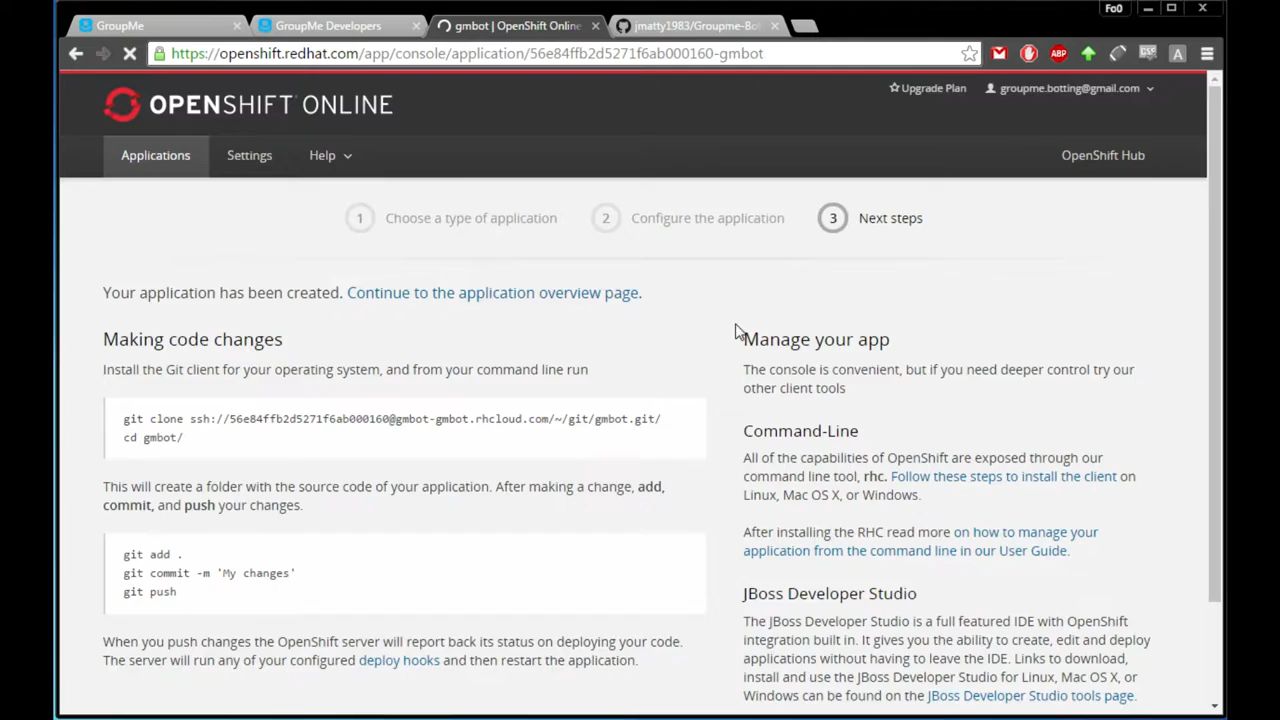 Fo0
GroupMe
GroupMe Developers
gmbot | OpenShift Online
jmatty1983/Groupme-Bo
https://openshift.redhat.com/app/console/application/56e84ffb2d5271f6ab000160-gmbot
ABP
A
OPENSHIFT ONLINE
Upgrade Plan
groupme.botting@gmail.com
Applications
Settings
Help
OpenShift Hub
1 Choose a type of application
2 Configure the application
3 Next steps
Your application has been created. Continue to the application overview page.
Making code changes
Install the Git client for your operating system, and from your command line run
git clone ssh://56e84ffb2d5271f6ab000160@gmbot-gmbot.rhcloud.com/~/git/gmbot.git/
cd gmbot/
This will create a folder with the source code of your application. After making a change, add,
commit, and push your changes.
git add .
git commit -m 'My changes'
git push
When you push changes the OpenShift server will report back its status on deploying your code.
The server will run any of your configured deploy hooks and then restart the application.
Manage your app
The console is convenient, but if you need deeper control try our
other client tools
Command-Line
All of the capabilities of OpenShift are exposed through our
command line tool, rhc. Follow these steps to install the client on
Linux, Mac OS X, or Windows.
After installing the RHC read more on how to manage your
application from the command line in our User Guide.
JBoss Developer Studio
The JBoss Developer Studio is a full featured IDE with OpenShift
integration built in. It gives you the ability to create, edit and deploy
applications without having to leave the IDE. Links to download,
install and use the JBoss Developer Studio for Linux, Mac OS X, or
Windows can be found on the JBoss Developer Studio tools page.